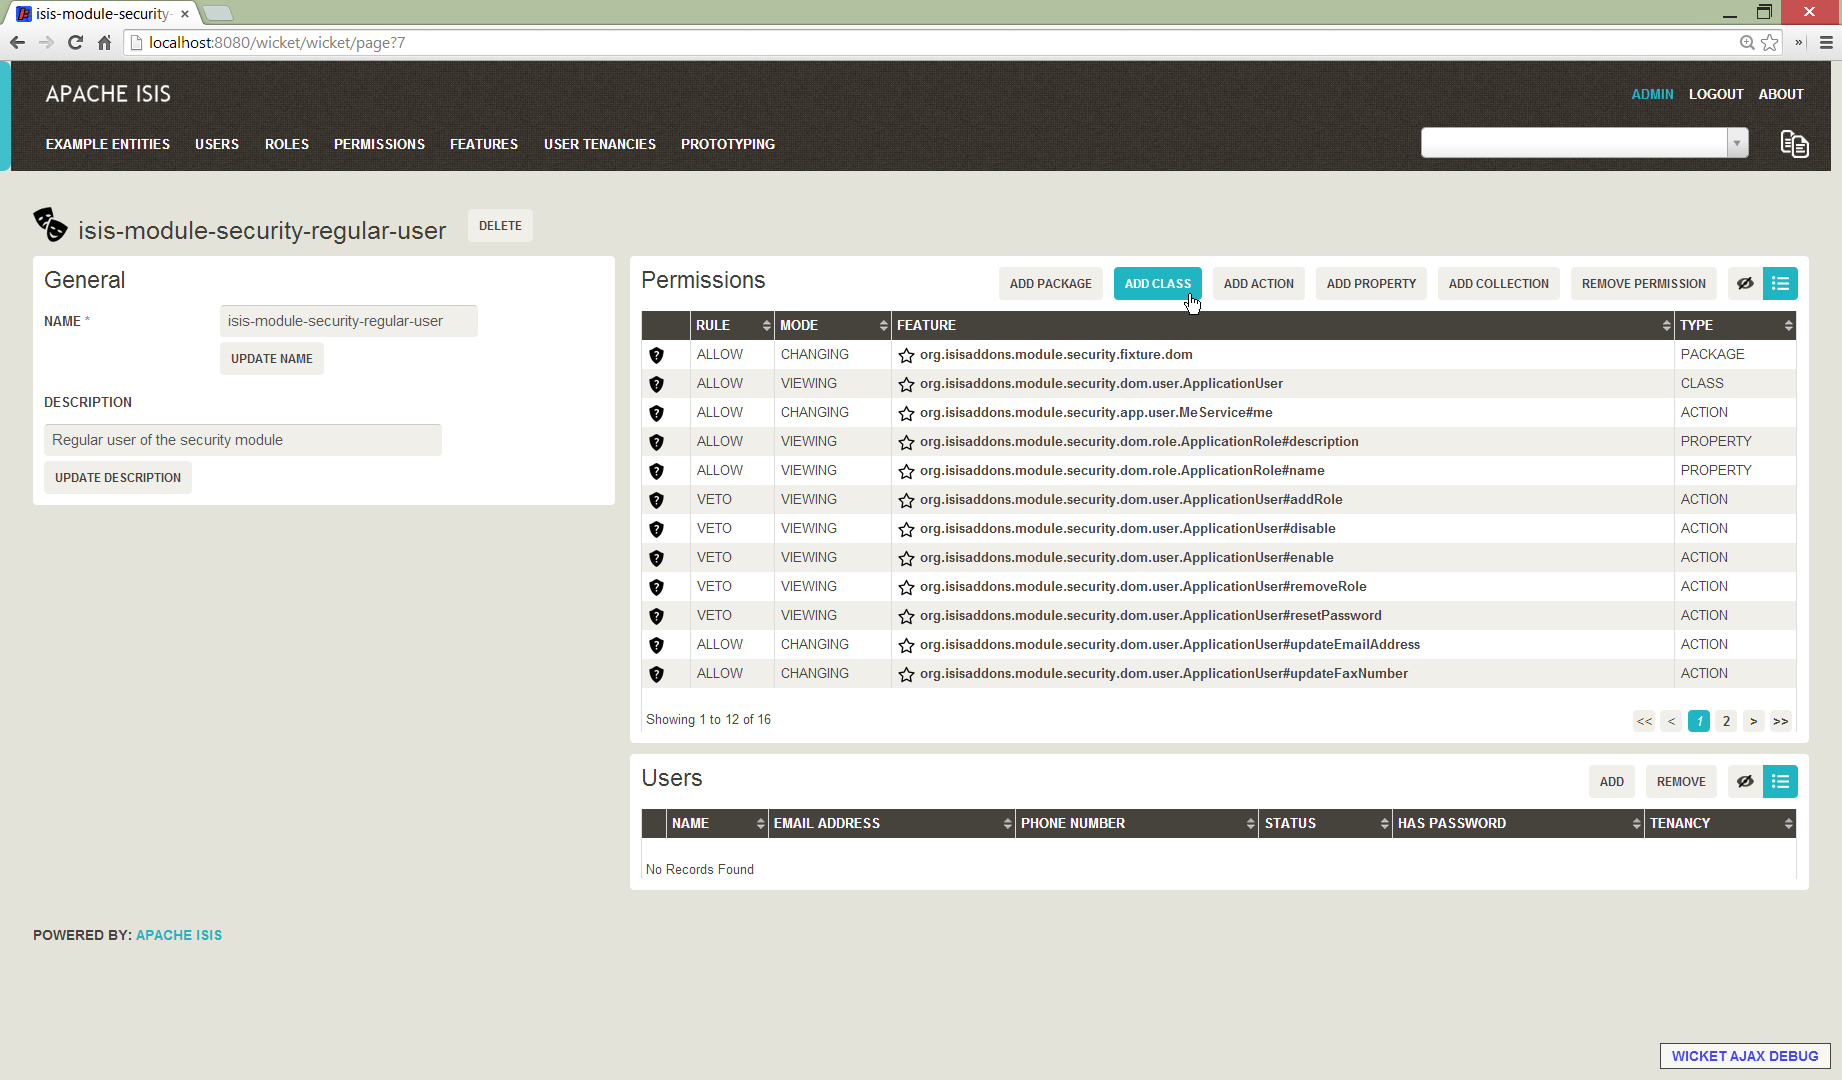 isis-module-security-
localhost:8080/wicket/wicket/page?7
APACHE ISIS
ADMIN LOGOUT ABOUT
EXAMPLE ENTITIES USERS ROLES PERMISSIONS FEATURES USER TENANCIES PROTOTYPING
isis-module-security-regular-user DELETE
General
NAME *
isis-module-security-regular-user
UPDATE NAME
DESCRIPTION
Regular user of the security module
UPDATE DESCRIPTION
Permissions ADD PACKAGE ADD CLASS ADD ACTION ADD PROPERTY ADD COLLECTION REMOVE PERMISSION
RULE MODE FEATURE TYPE
ALLOW CHANGING org.isisaddons.module.security.fixture.dom PACKAGE
ALLOW VIEWING org.isisaddons.module.security.dom.user.ApplicationUser CLASS
ALLOW CHANGING org.isisaddons.module.security.app.user.MeService#me ACTION
ALLOW VIEWING org.isisaddons.module.security.dom.role.ApplicationRole#description PROPERTY
ALLOW VIEWING org.isisaddons.module.security.dom.role.ApplicationRole#name PROPERTY
VETO VIEWING org.isisaddons.module.security.dom.user.ApplicationUser#addRole ACTION
VETO VIEWING org.isisaddons.module.security.dom.user.ApplicationUser#disable ACTION
VETO VIEWING org.isisaddons.module.security.dom.user.ApplicationUser#enable ACTION
VETO VIEWING org.isisaddons.module.security.dom.user.ApplicationUser#removeRole ACTION
VETO VIEWING org.isisaddons.module.security.dom.user.ApplicationUser#resetPassword ACTION
ALLOW CHANGING org.isisaddons.module.security.dom.user.ApplicationUser#updateEmailAddress ACTION
ALLOW CHANGING org.isisaddons.module.security.dom.user.ApplicationUser#updateFaxNumber ACTION
Showing 1 to 12 of 16 << < 1 2 > >>
Users ADD REMOVE
NAME EMAIL ADDRESS PHONE NUMBER STATUS HAS PASSWORD TENANCY
No Records Found
POWERED BY: APACHE ISIS
WICKET AJAX DEBUG